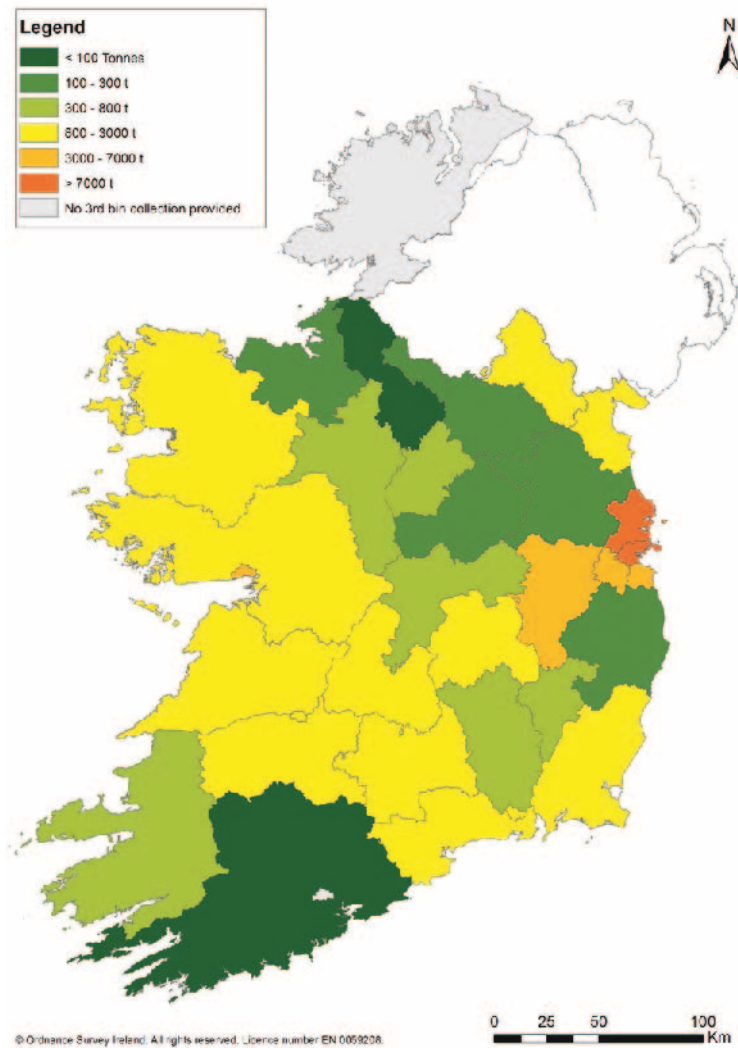 Legend
< 100 Tonnes
100 - 300 t
300 - 800 t
800 - 3000 t
3000 - 7000 t
> 7000 t
No 3rd bin collection provided
N
0 25 50 100
Km
© Ordnance Survey Ireland. All rights reserved. Licence number EN 0059208.